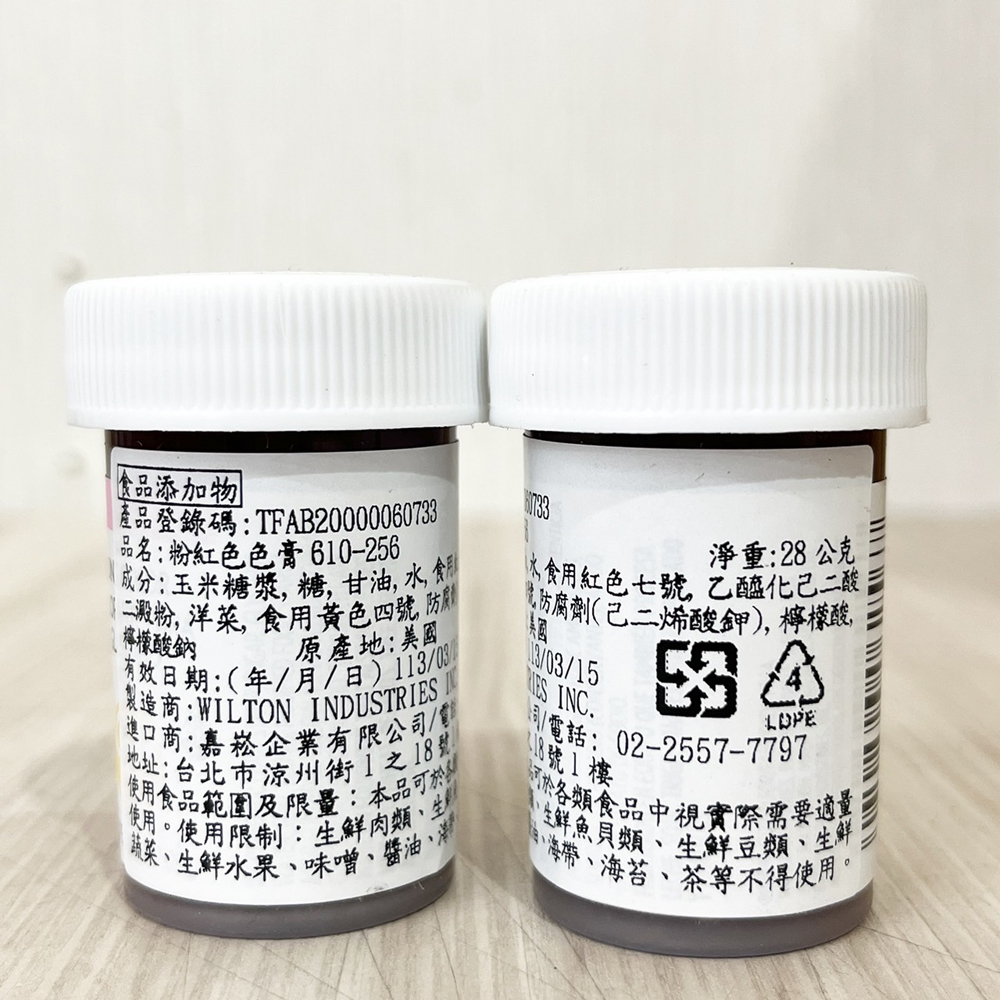 食品添加物
產品登錄碼:TFAB20000060733
品名:粉紅色色膏 610-256
成分:玉米糖漿, 糖, 甘油, 水, 食用
二澱粉, 洋菜, 食用黃色四號, 防腐劑
檸檬酸鈉 原產地:美國
有效日期:(年/月/日) 113/03/1
製造商:WILTON INDUSTRIES INC
進口商:嘉崧企業有限公司/電話
地址:台北市涼州街1之18號1
使用食品範圍及限量:本品可於各
使用。使用限制:生鮮肉類、生鮮
蔬菜、生鮮水果、味噌、醬油、海帶
60733
淨重:28 公克
水, 食用紅色七號, 乙醯化己二酸
號, 防腐劑(己二烯酸鉀), 檸檬酸,
美國
113/03/15
RIES INC.
公司/電話: 02-2557-7797
18號1樓
品可於各類食品中視實際需要適量
、生鮮魚貝類、生鮮豆類、生鮮
油、海帶、海苔、茶等不得使用。
4
LDPE